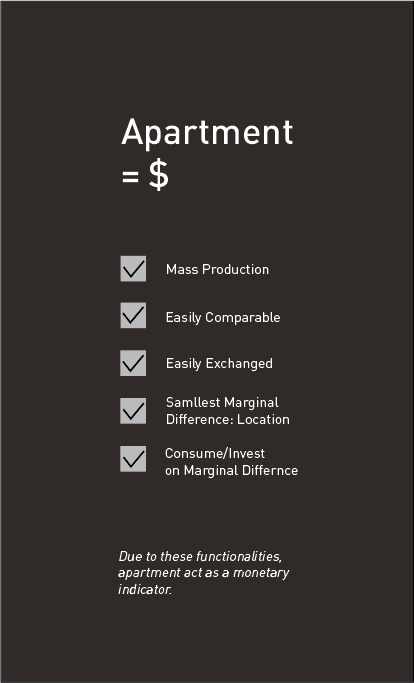 Apartment
= $
Mass Production
Easily Comparable
Easily Exchanged
Samllest Marginal
Difference: Location
Consume/Invest
on Marginal Differnce
Due to these functionalities,
apartment act as a monetary
indicator.